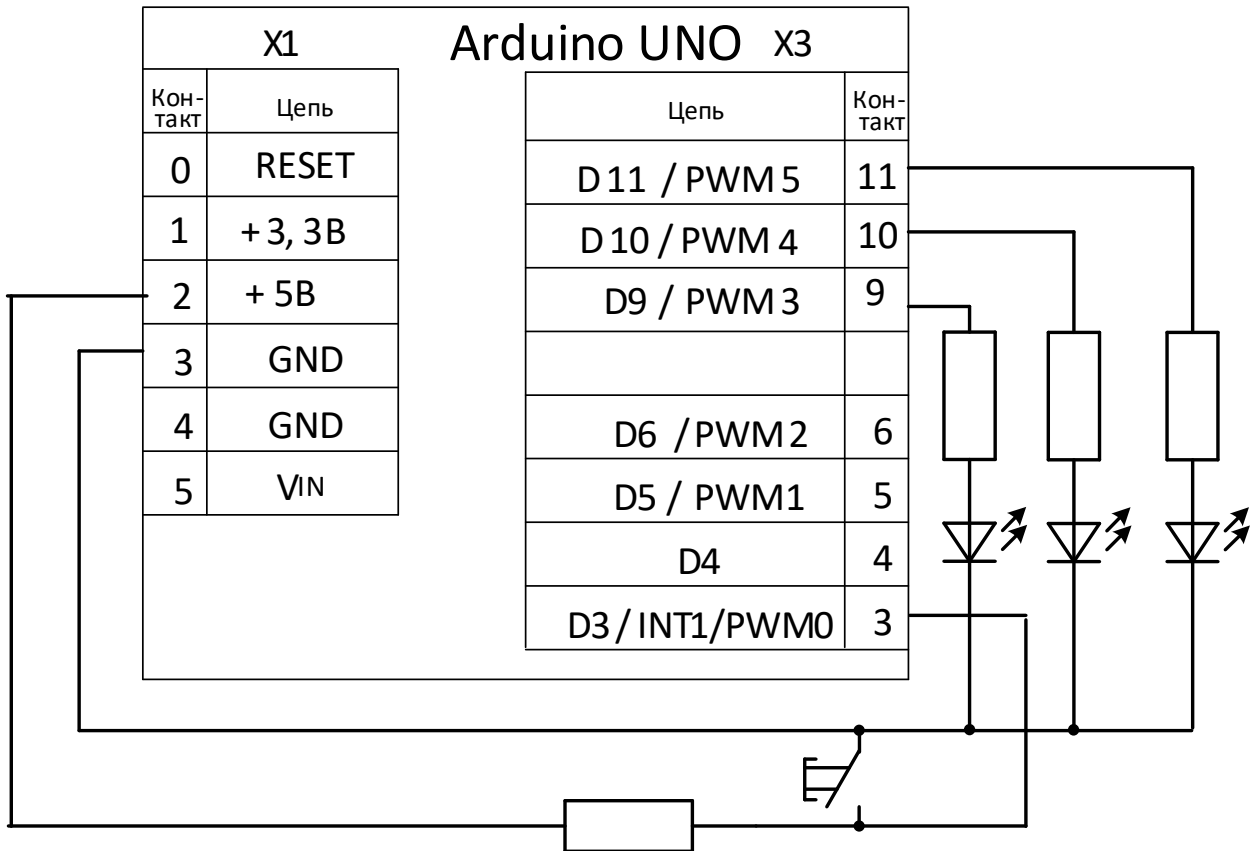 X1 Arduino UNO X3
Кон-
такт Цепь
0 RESET
1 +3,3В
2 +5В
3 GND
4 GND
5 VIN
Цепь Кон-
такт
D11 / PWM5 11
D10 / PWM4 10
D9 / PWM3 9
D6 / PWM2 6
D5 / PWM1 5
D4 4
D3/INT1/PWM0 3